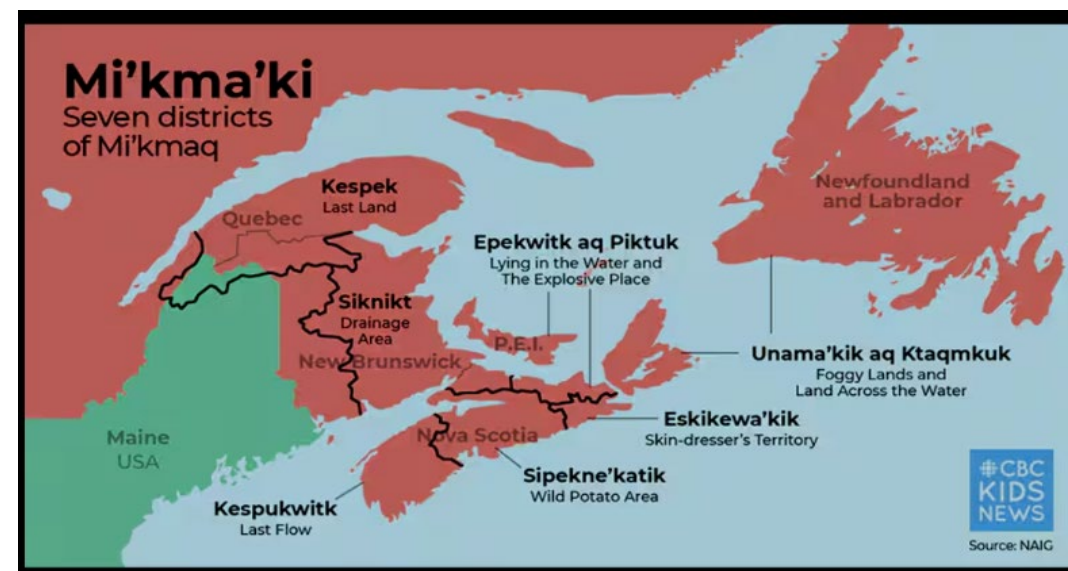 Mi’kma’ki
Seven districts
of Mi’kmaq
Kespek
Last Land
Quebec
Newfoundland
and Labrador
Epekwitk aq Piktuk
Lying in the Water and
The Explosive Place
Siknikt
Drainage
Area
P.E.I.
New Brunswick
Unama’kik aq Ktaqmkuk
Foggy Lands and
Land Across the Water
Eskikewa’kik
Skin-dresser’s Territory
Maine
USA
Nova Scotia
Sipekne’katik
Wild Potato Area
Kespukwitk
Last Flow
CBC
KIDS
NEWS
Source: NAIG